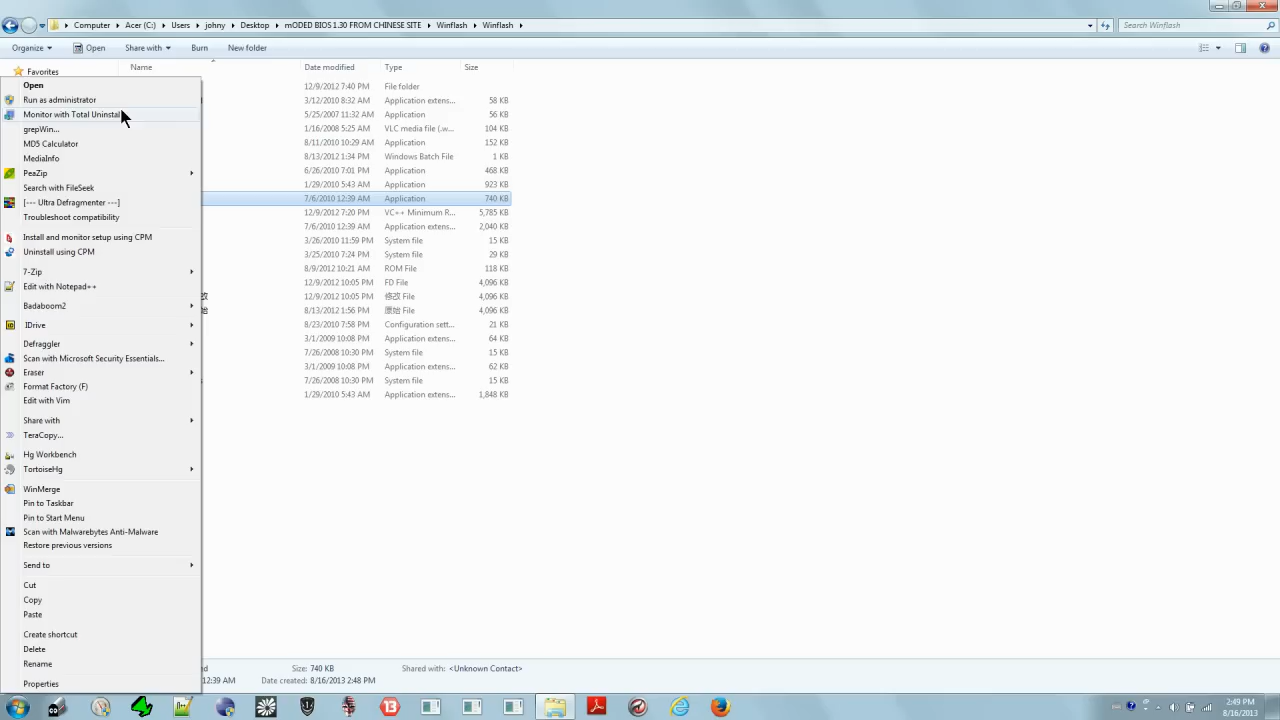 Computer ▸ Acer (C:) ▸ Users ▸ johny ▸ Desktop ▸ mODED BIOS 1.30 FROM CHINESE SITE ▸ Winflash ▸ Winflash ▸ Search Winflash
Organize Open Share with Burn New folder
Favorites Name Date modified Type Size
Open
Run as administrator
Monitor with Total Uninstal
grepWin...
MD5 Calculator
MediaInfo
PeaZip
Search with FileSeek
[--- Ultra Defragmenter ---]
Troubleshoot compatibility
Install and monitor setup using CPM
Uninstall using CPM
7-Zip
Edit with Notepad++
Badaboom2
IDrive
Defraggler
Scan with Microsoft Security Essentials...
Eraser
Format Factory (F)
Edit with Vim
Share with
TeraCopy...
Hg Workbench
TortoiseHg
WinMerge
Pin to Taskbar
Pin to Start Menu
Scan with Malwarebytes Anti-Malware
Restore previous versions
Send to
Cut
Copy
Paste
Create shortcut
Delete
Rename
Properties
12/9/2012 7:40 PM File folder
3/12/2010 8:32 AM Application extens... 58 KB
5/25/2007 11:32 AM Application 56 KB
1/16/2008 5:25 AM VLC media file (.w... 104 KB
8/11/2010 10:29 AM Application 152 KB
8/13/2012 1:34 PM Windows Batch File 1 KB
6/26/2010 7:01 PM Application 468 KB
1/29/2010 5:43 AM Application 923 KB
7/6/2010 12:39 AM Application 740 KB
12/9/2012 7:20 PM VC++ Minimum R... 5,785 KB
7/6/2010 12:39 AM Application extens... 2,040 KB
3/26/2010 11:59 PM System file 15 KB
3/25/2010 7:24 PM System file 29 KB
8/9/2012 10:21 AM ROM File 118 KB
12/9/2012 10:05 PM FD File 4,096 KB
改 12/9/2012 10:05 PM 修改 File 4,096 KB
始 8/13/2012 1:56 PM 原始 File 4,096 KB
8/23/2010 7:58 PM Configuration sett... 21 KB
3/1/2009 10:08 PM Application extens... 64 KB
7/26/2008 10:30 PM System file 15 KB
3/1/2009 10:08 PM Application extens... 62 KB
7/26/2008 10:30 PM System file 15 KB
1/29/2010 5:43 AM Application extens... 1,848 KB
ed Size: 740 KB Shared with: <Unknown Contact>
12:39 AM Date created: 8/16/2013 2:48 PM
13
2:49 PM
8/16/2013